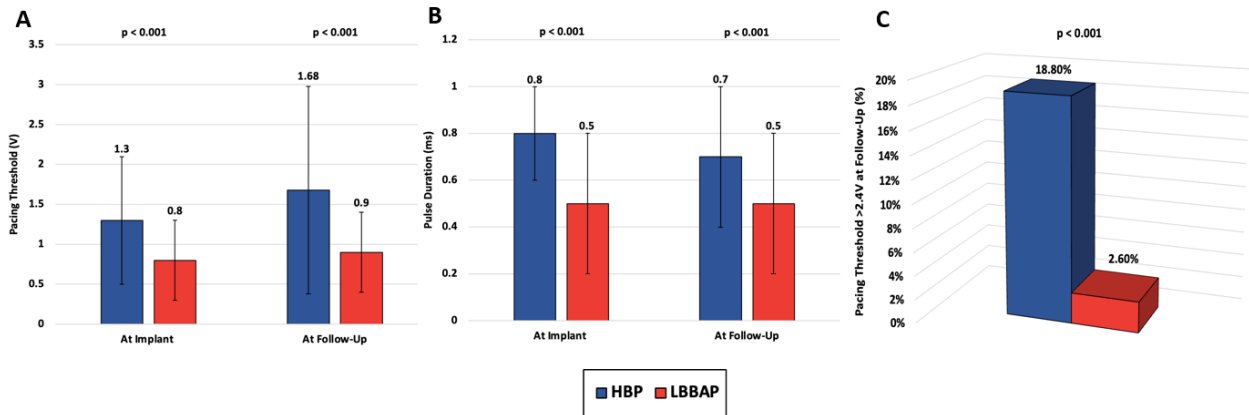 A
p < 0.001
p < 0.001
Pacing Threshold (V)
3.5
3
2.5
2
1.5
1
0.5
0
1.3
0.8
1.68
0.9
At Implant
At Follow-Up
B
p < 0.001
p < 0.001
Pulse Duration (ms)
1.2
1
0.8
0.6
0.4
0.2
0
0.8
0.5
0.7
0.5
At Implant
At Follow-Up
C
p < 0.001
Pacing Threshold >2.4V at Follow-Up (%)
20%
18%
16%
14%
12%
10%
8%
6%
4%
2%
0%
18.80%
2.60%
HBP LBBAP